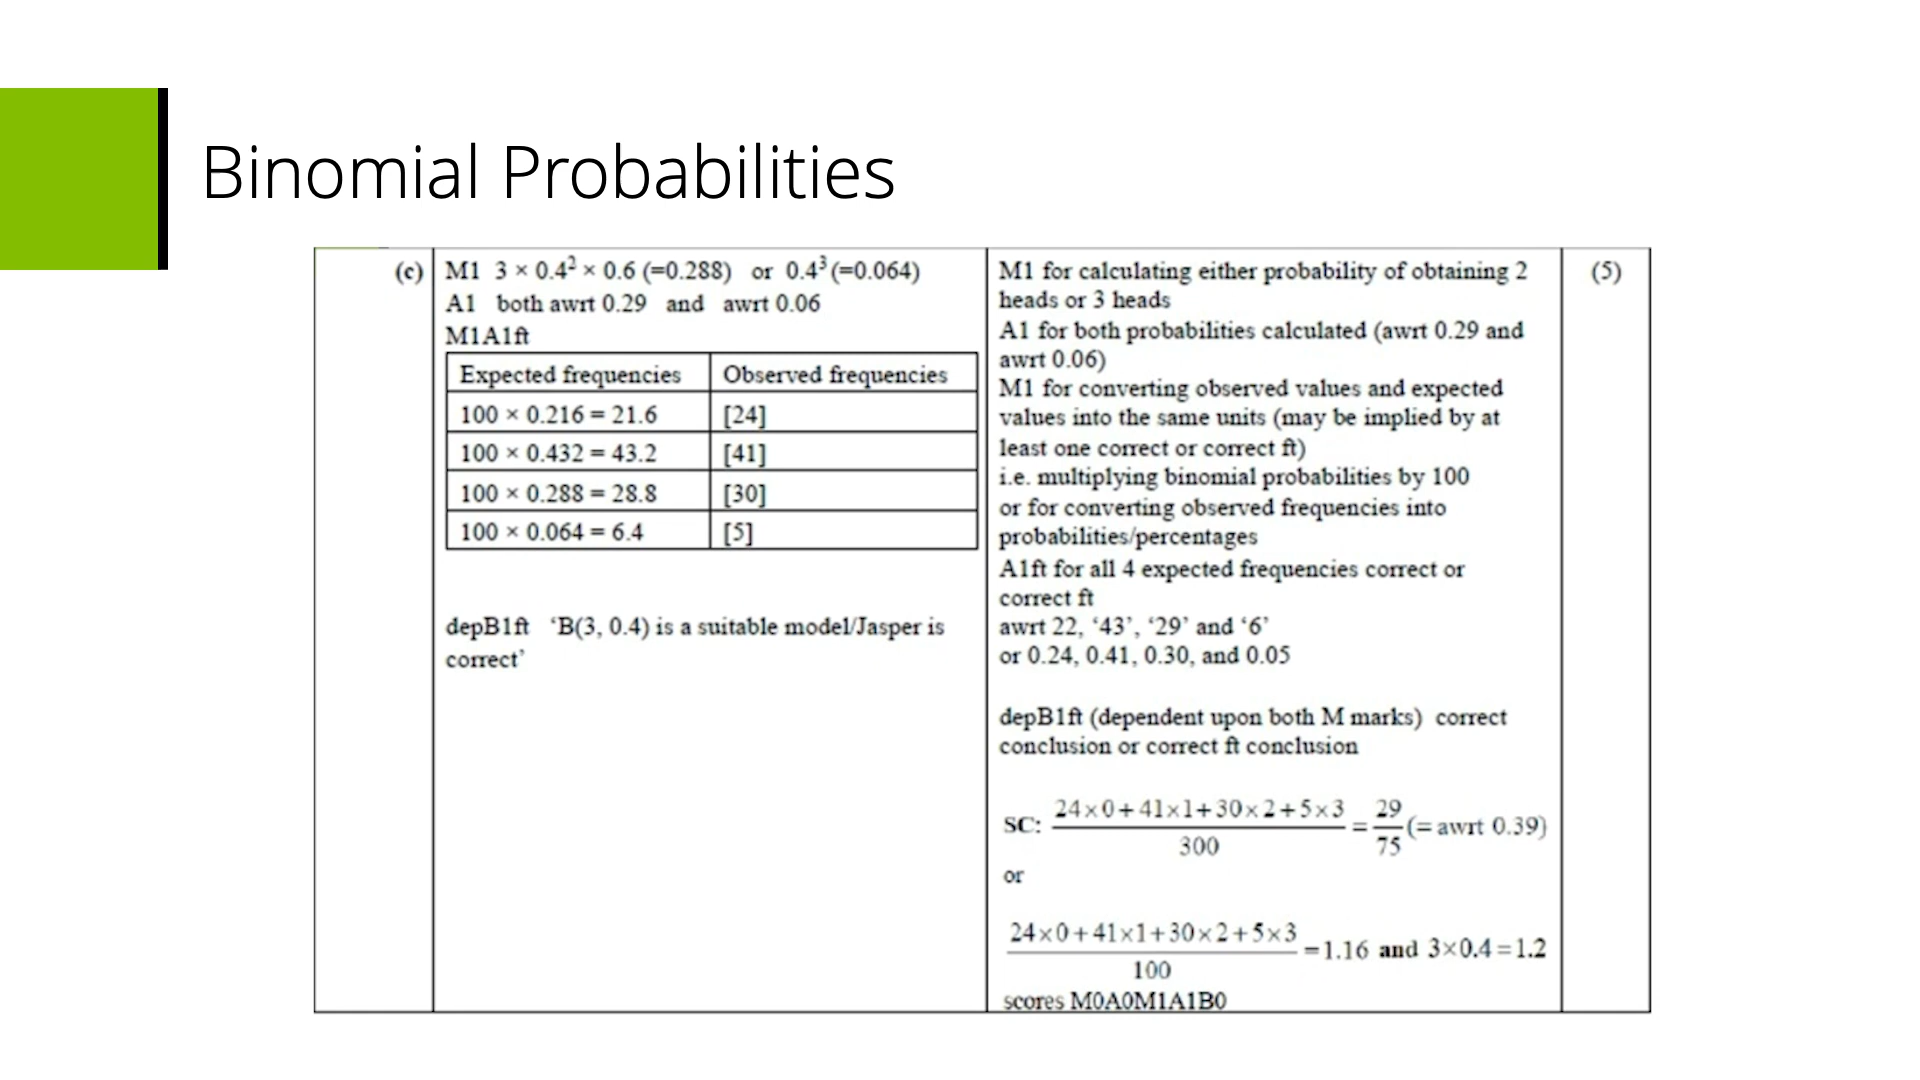 Binomial Probabilities
(c)
M1 3 × 0.4² × 0.6 (=0.288) or 0.4³ (=0.064)
A1 both awrt 0.29 and awrt 0.06
M1A1ft
Expected frequencies Observed frequencies
100 × 0.216 = 21.6 [24]
100 × 0.432 = 43.2 [41]
100 × 0.288 = 28.8 [30]
100 × 0.064 = 6.4 [5]
depB1ft ‘B(3, 0.4) is a suitable model/Jasper is
correct’
M1 for calculating either probability of obtaining 2
heads or 3 heads
A1 for both probabilities calculated (awrt 0.29 and
awrt 0.06)
M1 for converting observed values and expected
values into the same units (may be implied by at
least one correct or correct ft)
i.e. multiplying binomial probabilities by 100
or for converting observed frequencies into
probabilities/percentages
A1ft for all 4 expected frequencies correct or
correct ft
awrt 22, ‘43’, ‘29’ and ‘6’
or 0.24, 0.41, 0.30, and 0.05
depB1ft (dependent upon both M marks) correct
conclusion or correct ft conclusion
SC: (24×0+41×1+30×2+5×3)/300 = 29/75 (= awrt 0.39)
or
(24×0+41×1+30×2+5×3)/100 =1.16 and 3×0.4=1.2
scores M0A0M1A1B0
(5)